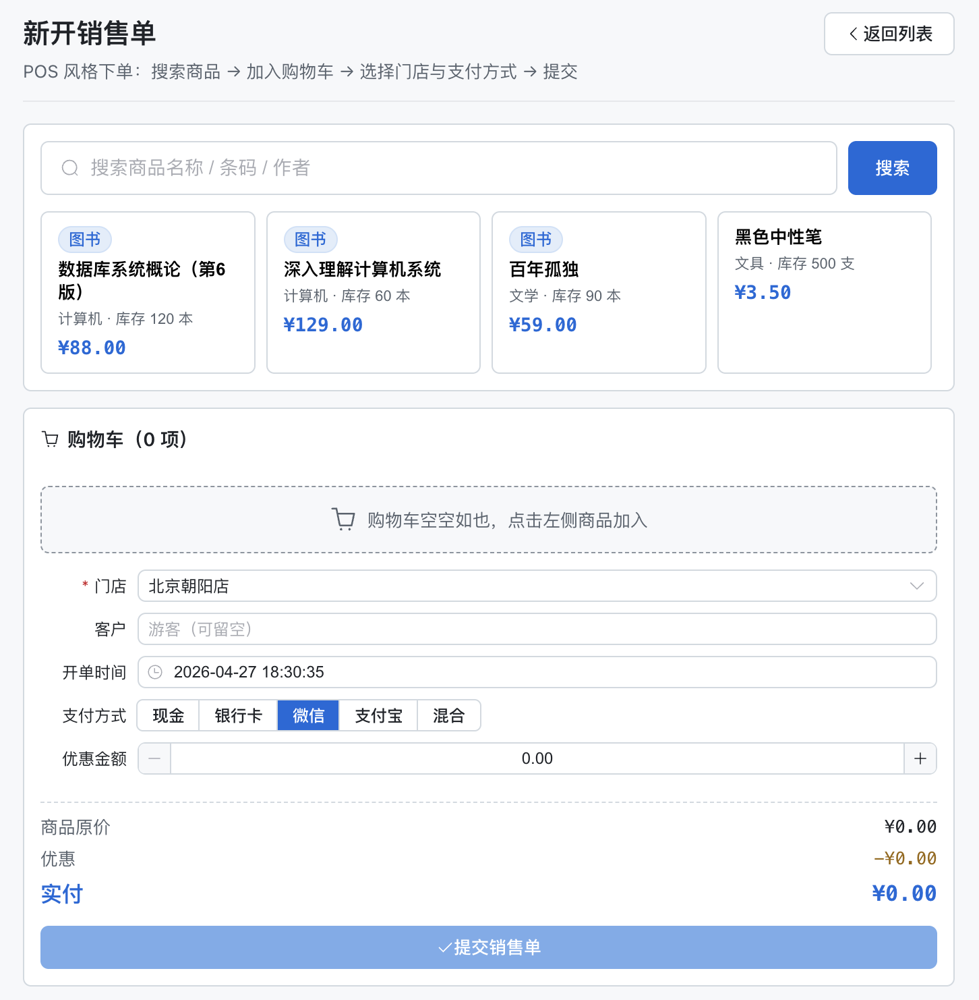 新开销售单
返回列表
POS 风格下单：搜索商品 → 加入购物车 → 选择门店与支付方式 → 提交
搜索商品名称 / 条码 / 作者
搜索
图书
数据库系统概论（第6
版）
计算机 · 库存 120 本
¥88.00
图书
深入理解计算机系统
计算机 · 库存 60 本
¥129.00
图书
百年孤独
文学 · 库存 90 本
¥59.00
黑色中性笔
文具 · 库存 500 支
¥3.50
购物车（0 项）
购物车空空如也，点击左侧商品加入
* 门店
北京朝阳店
客户
游客（可留空）
开单时间
2026-04-27 18:30:35
支付方式
现金
银行卡
微信
支付宝
混合
优惠金额
0.00
商品原价
¥0.00
优惠
−¥0.00
实付
¥0.00
提交销售单